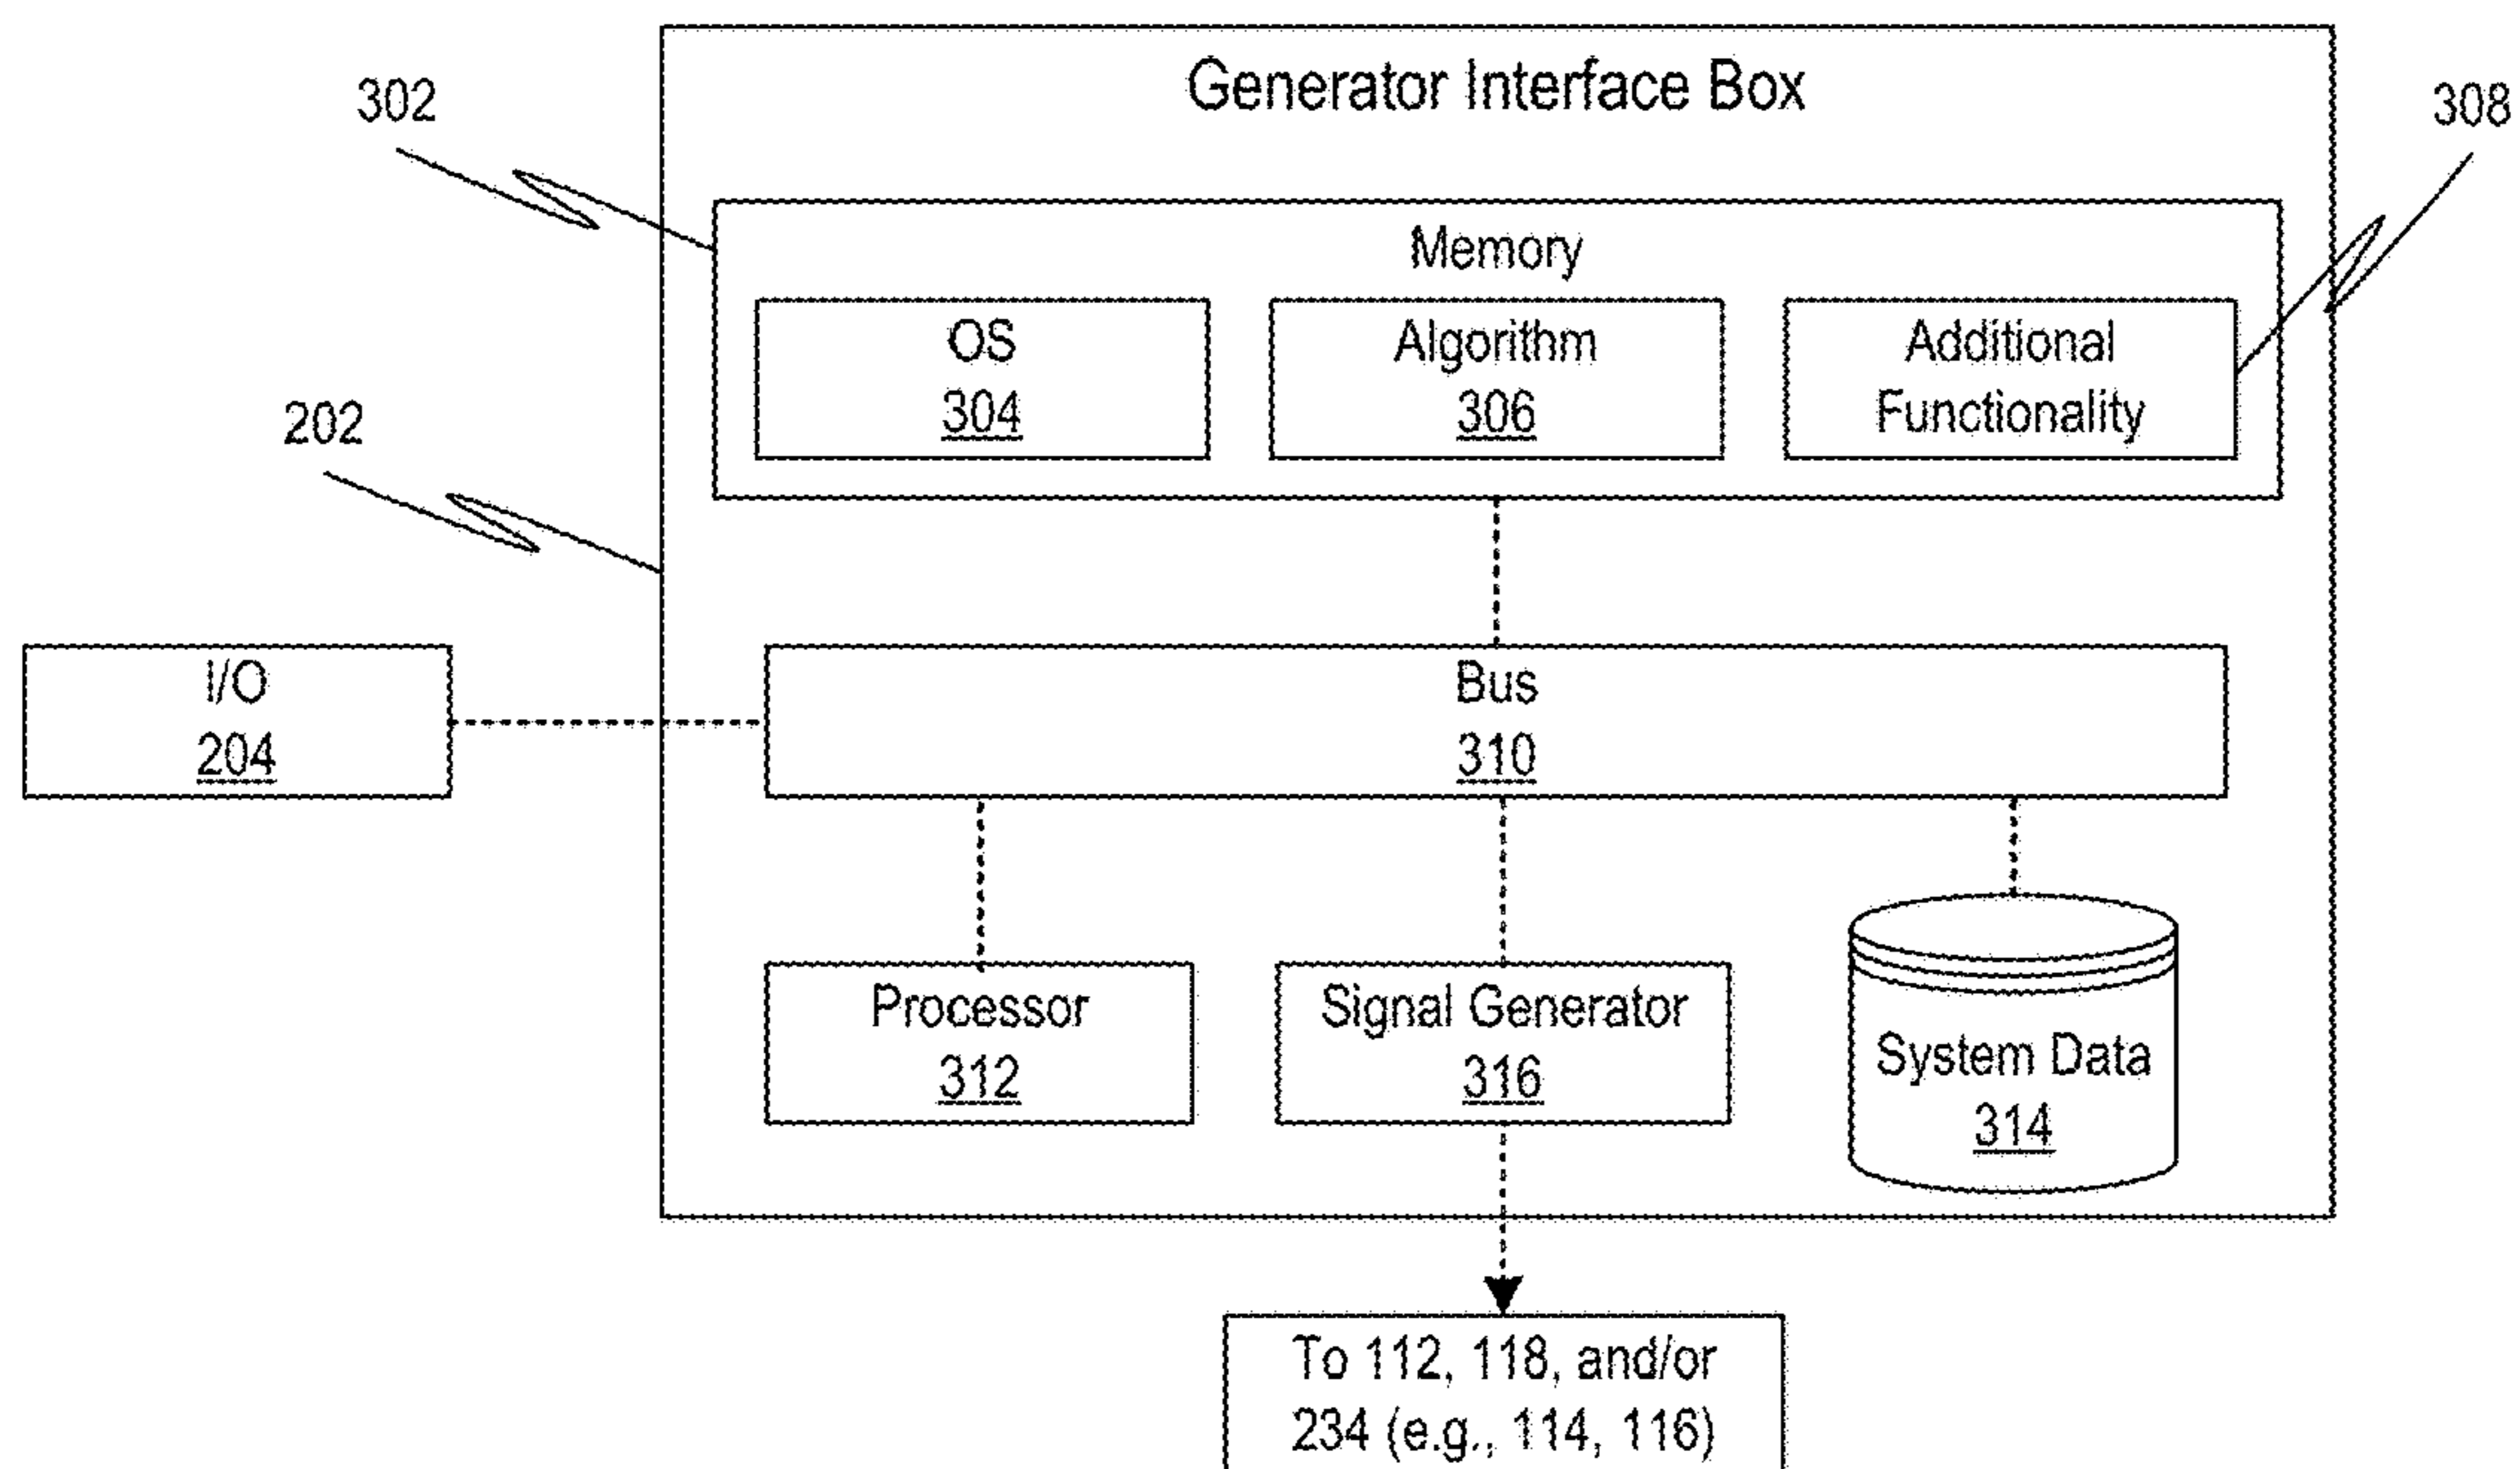 Generator Interface Box
302
308
Memory
OS
304
Algorithm
306
Additional
Functionality
202
I/O
204
Bus
310
Processor
312
Signal Generator
316
System Data
314
To 112, 118, and/or
234 (e.g., 114, 116)